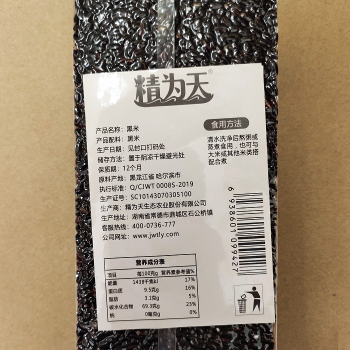 精为天
产品名称:黑米
产品配料:黑米
生产日期:见封口打码处
储存方法:置于阴凉干燥避光处
保质期:12个月
原料产地:黑龙江省 哈尔滨市
执行标准:Q/CJWT 0008S-2019
生产许可:SC10143070305100
生产商:精为天生态农业股份有限公司
生产地址:湖南省常德市鼎城区石公桥镇
客服热线:400-0736-777
网址:www.jwtly.com
食用方法
清水洗净后熬粥或
蒸煮食用,也可与
大米或其他米类搭
配合煮
营养成分表
项目 每100克/g 营养素参考值%
能量 1418千焦kJ 17%
蛋白质 9.5克/g 16%
脂肪 3.1克/g 5%
碳水化合物 69.3克/g 23%
钠 0毫克/g 0%
6938601099427